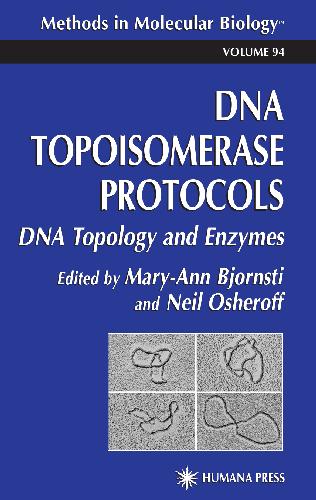 Methods in Molecular Biology™
VOLUME 94
DNA
TOPOISOMERASE
PROTOCOLS
DNA Topology and Enzymes
Edited by Mary-Ann Bjornsti
and Neil Osheroff
HUMANA PRESS